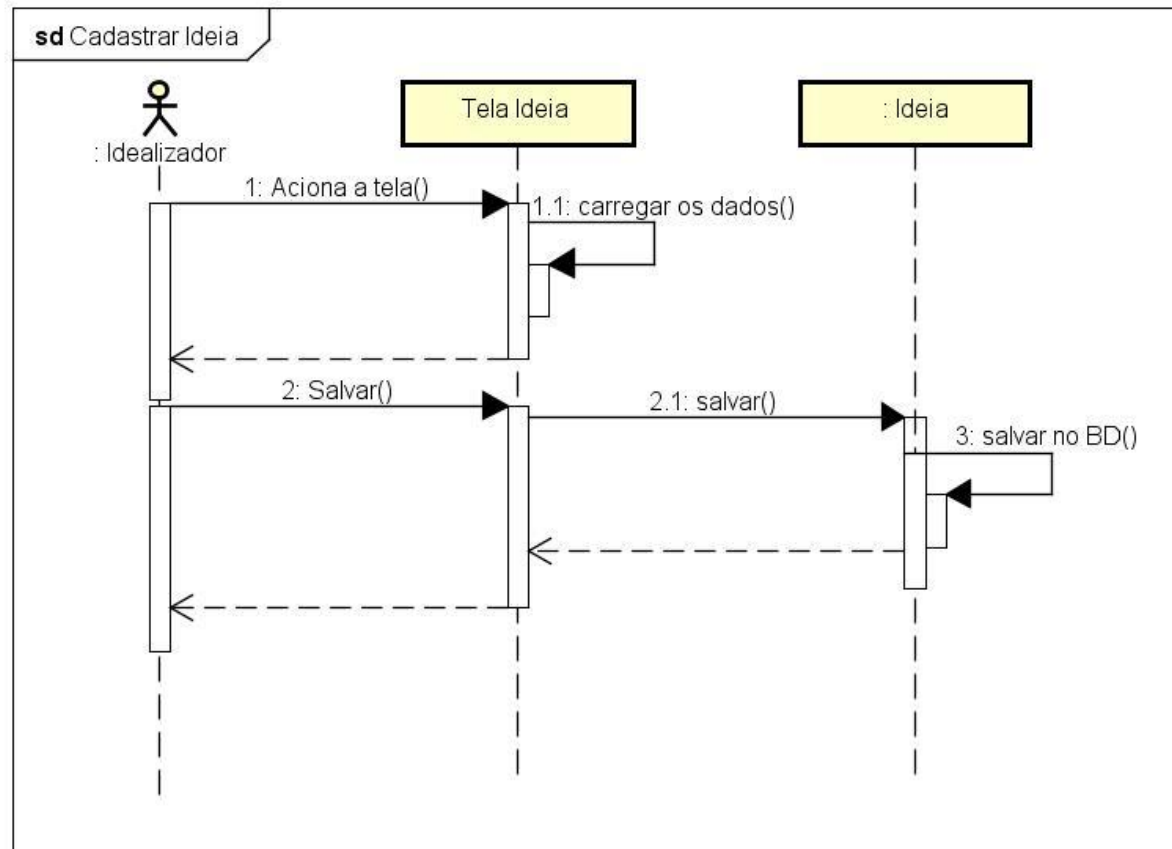 sd Cadastrar Ideia
: Idealizador
Tela Ideia
: Ideia
1: Aciona a tela()
1.1: carregar os dados()
2: Salvar()
2.1: salvar()
3: salvar no BD()